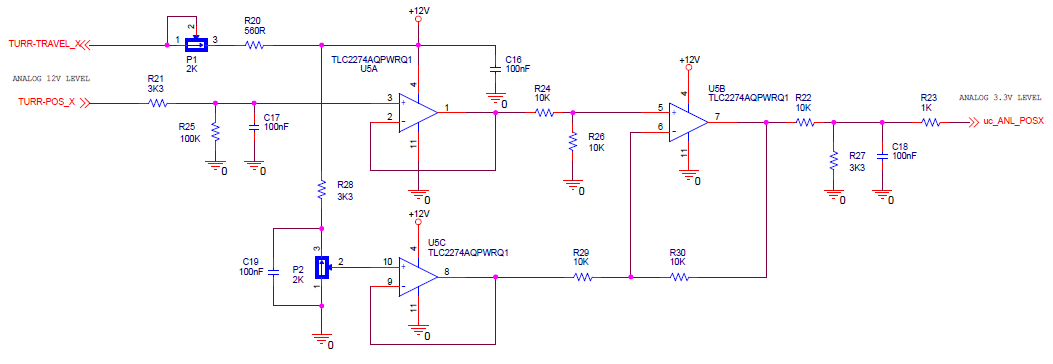 +12V
R20
560R
TURR-TRAVEL_X
1
2
3
P1
2K
TLC2274AQPWRQ1
U5A
C16
100nF
0
+12V
ANALOG 12V LEVEL
R21
3K3
TURR-POS_X
4
3
+
1
2
-
11
R24
10K
U5B
TLC2274AQPWRQ1
4
5
+
7
6
-
11
R22
10K
R23
1K
ANALOG 3.3V LEVEL
uc_ANL_POSX
R25
100K
C17
100nF
0
0
R26
10K
0
0
R27
3K3
C18
100nF
0
0
0
R28
3K3
+12V
U5C
TLC2274AQPWRQ1
C19
100nF
P2
2K
3
2
1
4
10
+
8
9
-
11
R29
10K
R30
10K
0
0